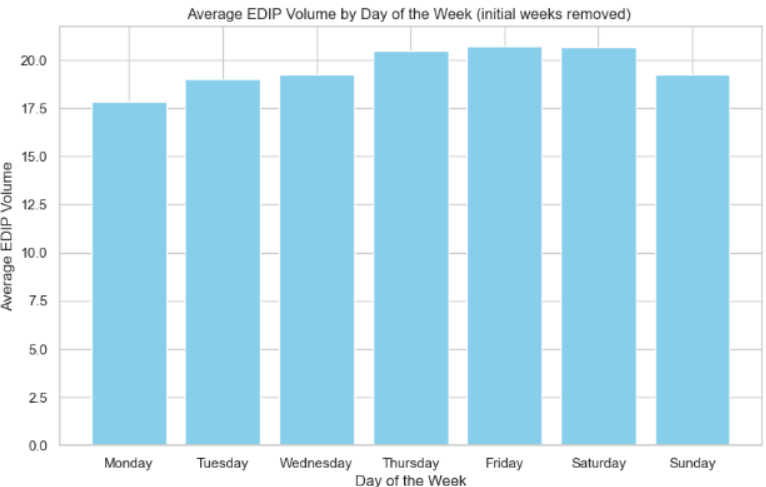 Average EDIP Volume by Day of the Week (initial weeks removed)
Average EDIP Volume
20.0
17.5
15.0
12.5
10.0
7.5
5.0
2.5
0.0
Monday Tuesday Wednesday Thursday Friday Saturday Sunday
Day of the Week